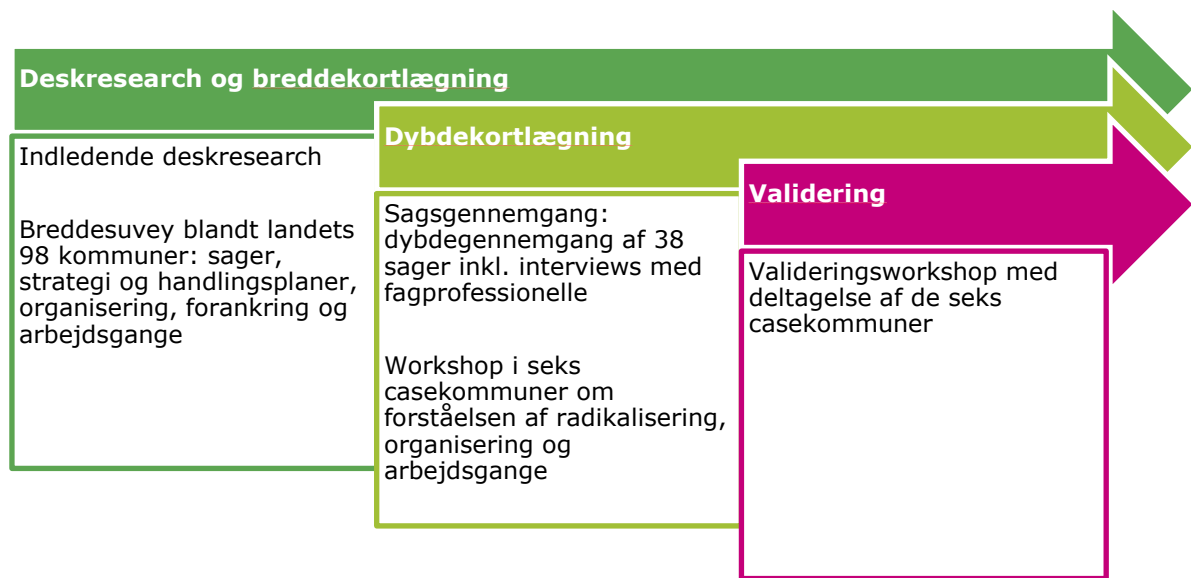 Deskresearch og breddekortlægning
Indledende deskresearch
Breddesuvey blandt landets
98 kommuner: sager,
strategi og handlingsplaner,
organisering, forankring og
arbejdsgange
Dybdekortlægning
Sagsgennemgang:
dybdegennemgang af 38
sager inkl. interviews med
fagprofessionelle
Workshop i seks
casekommuner om
forståelsen af radikalisering,
organisering og
arbejdsgange
Validering
Valideringsworkshop med
deltagelse af de seks
casekommuner